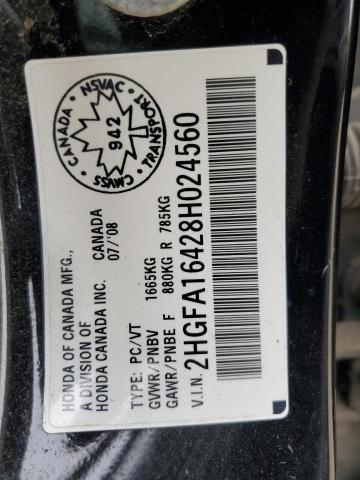 HONDA OF CANADA MFG.,
A DIVISION OF
HONDA CANADA INC.
CANADA
07/'08
CANADA
NSVAC
942
CMVSS
TRANSPORT
TYPE: PC/VT
GVWR/PNBV 1665KG
GAWR/PNBE F 880KG R 785KG
V.I.N. 2HGFA16428H024560